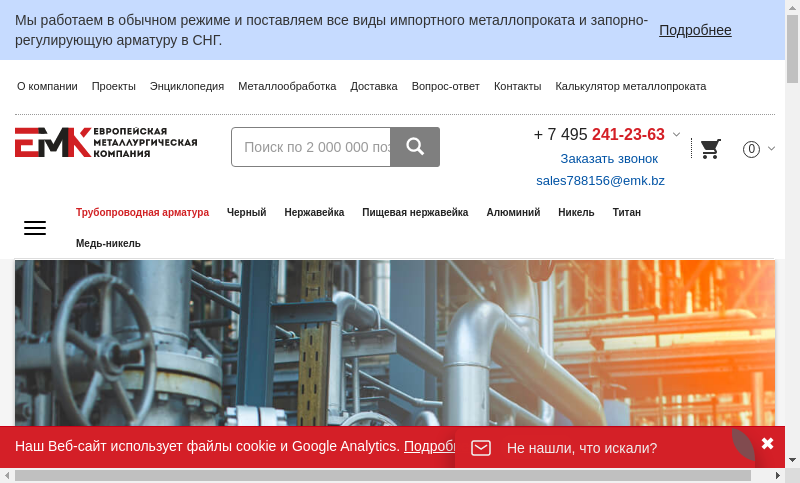 Мы работаем в обычном режиме и поставляем все виды импортного металлопроката и запорно-
регулирующую арматуру в СНГ.
Подробнее
О компании Проекты Энциклопедия Металлообработка Доставка Вопрос-ответ Контакты Калькулятор металлопроката
ЕВРОПЕЙСКАЯ
ЕМК МЕТАЛЛУРГИЧЕСКАЯ
КОМПАНИЯ
Поиск по 2 000 000 поз
+ 7 495 241-23-63
Заказать звонок
sales788156@emk.bz
0
Трубопроводная арматура Черный Нержавейка Пищевая нержавейка Алюминий Никель Титан
Медь-никель
Наш Веб-сайт использует файлы cookie и Google Analytics. Подробн
Не нашли, что искали?